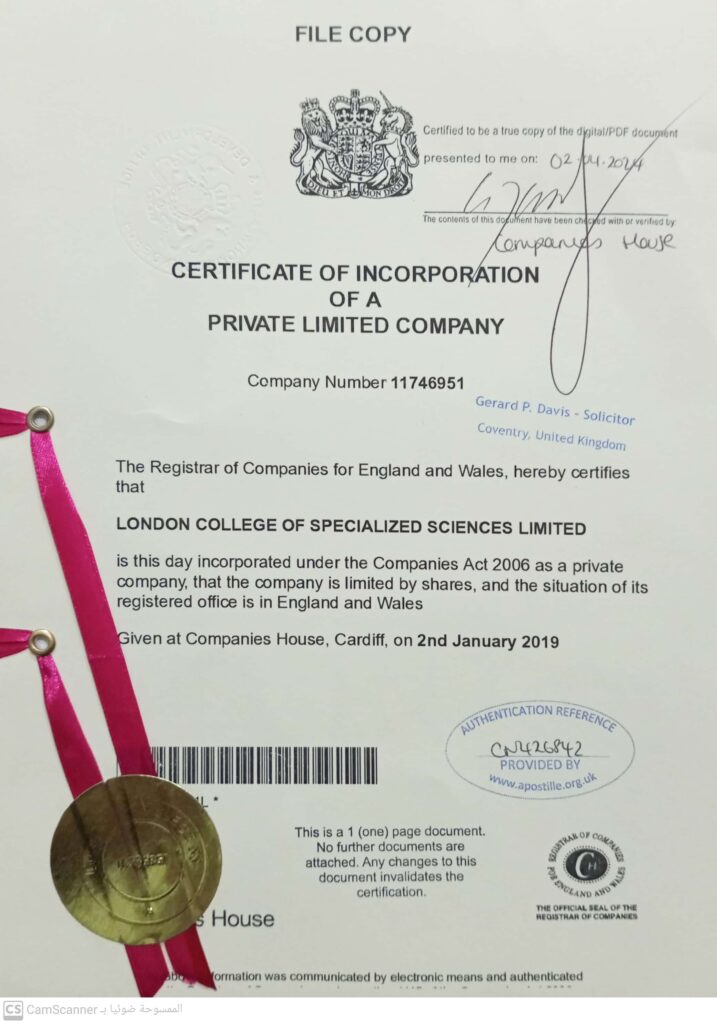 FILE COPY
DIEU ET MON DROIT
Certified to be a true copy of the digital/PDF document
presented to me on: 02.04.2024
The contents of this document have been checked with or verified by:
Companies House
CERTIFICATE OF INCORPORATION
OF A
PRIVATE LIMITED COMPANY
Company Number 11746951
Gerard P. Davis - Solicitor
Coventry, United Kingdom
The Registrar of Companies for England and Wales, hereby certifies
that
LONDON COLLEGE OF SPECIALIZED SCIENCES LIMITED
is this day incorporated under the Companies Act 2006 as a private
company, that the company is limited by shares, and the situation of its
registered office is in England and Wales
Given at Companies House, Cardiff, on 2nd January 2019
AUTHENTICATION REFERENCE
CN426842
PROVIDED BY
www.apostille.org.uk
This is a 1 (one) page document.
No further documents are
attached. Any changes to this
document invalidates the
certification.
REGISTRAR OF COMPANIES
FOR ENGLAND AND WALES
CH
THE OFFICIAL SEAL OF THE
REGISTRAR OF COMPANIES
House
information was communicated by electronic means and authenticated
CS CamScanner الممسوحة ضوئيا بـ